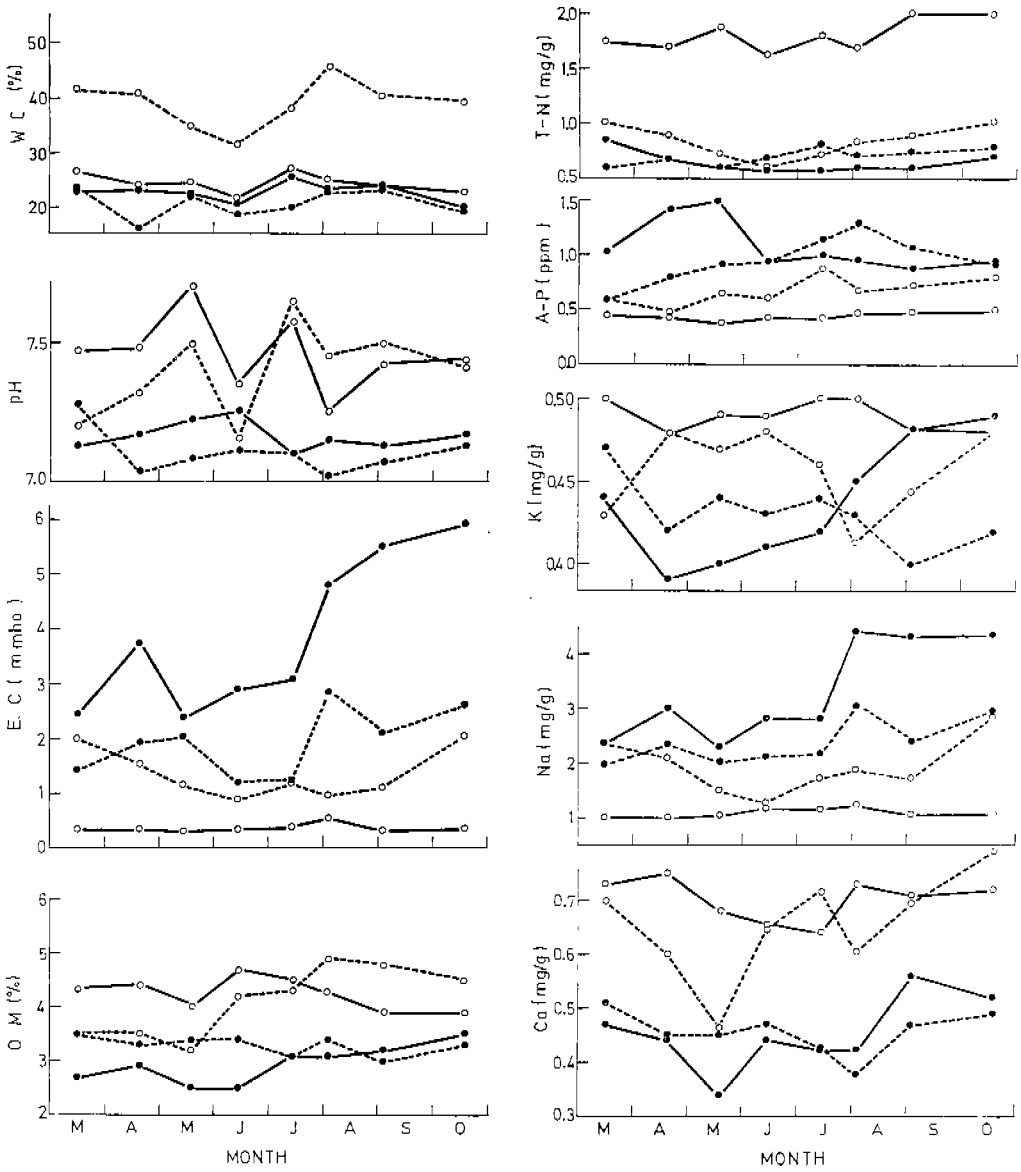 50
40
30
20
W C (%)
7.5
7.0
pH
6
5
4
3
2
1
0
E. C ( mmho )
6
5
4
3
2
O M (%)
M A M J J A S O
MONTH
2.0
1.5
1.0
0.5
T-N ( mg/g )
1.5
1.0
0.5
0.0
A-P ( ppm )
0.50
0.45
0.40
K ( mg/g )
4
3
2
1
Na ( mg/g )
0.7
0.6
0.5
0.4
0.3
Ca ( mg/g )
M A M J J A S O
MONTH